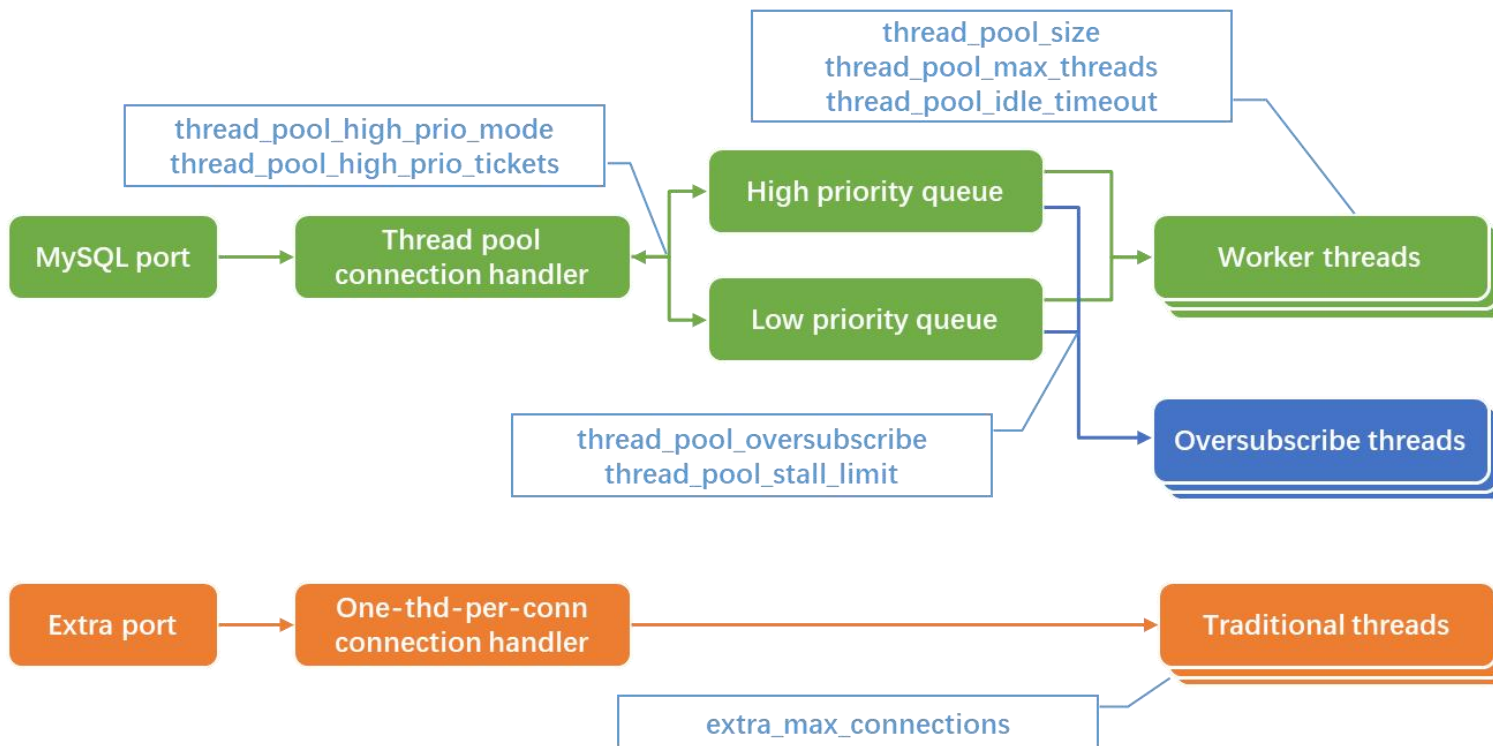 thread_pool_size
thread_pool_max_threads
thread_pool_idle_timeout
thread_pool_high_prio_mode
thread_pool_high_prio_tickets
High priority queue
MySQL port
Thread pool
connection handler
Worker threads
Low priority queue
thread_pool_oversubscribe
thread_pool_stall_limit
Oversubscribe threads
Extra port
One-thd-per-conn
connection handler
Traditional threads
extra_max_connections